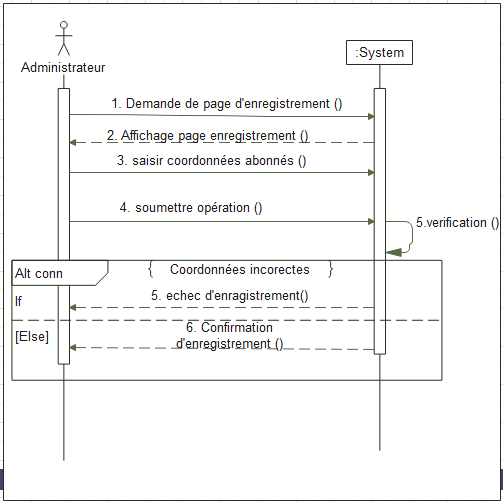 Administrateur
:System
1. Demande de page d'enregistrement ()
2. Affichage page enregistrement ()
3. saisir coordonnées abonnés ()
4. soumettre opération ()
5.verification ()
Alt conn
{ Coordonnées incorectes }
If
5. echec d'enragistrement()
[Else]
6. Confirmation
d'enregistrement ()